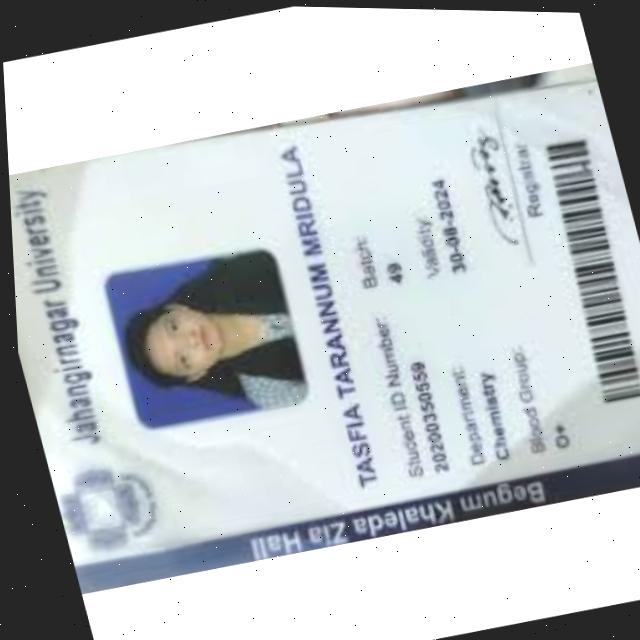 Jahangirnagar University
TASFIA TARANNUM MRIDULA
Student ID Number:
20200350559
Batch:
49
Department:
Chemistry
Validity
30-08-2024
Blood Group:
O+
Registrar
Begum Khaleda Zia Hall